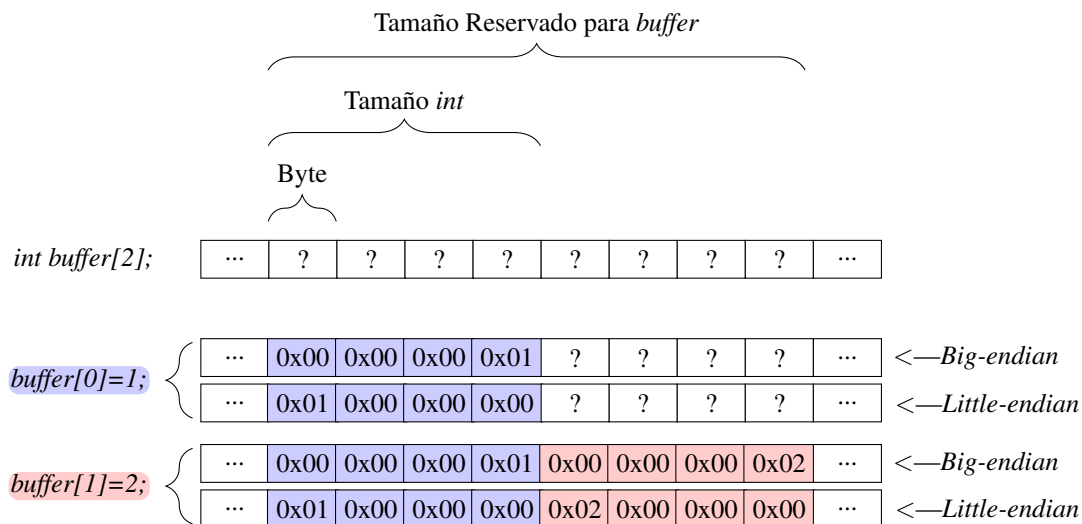 Tamaño Reservado para buffer
Tamaño int
Byte
int buffer[2]; ... ? ? ? ? ? ? ? ? ...
buffer[0]=1;
... 0x00 0x00 0x00 0x01 ? ? ? ? ... <—Big-endian
... 0x01 0x00 0x00 0x00 ? ? ? ? ... <—Little-endian
buffer[1]=2;
... 0x00 0x00 0x00 0x01 0x00 0x00 0x00 0x02 ... <—Big-endian
... 0x01 0x00 0x00 0x00 0x02 0x00 0x00 0x00 ... <—Little-endian